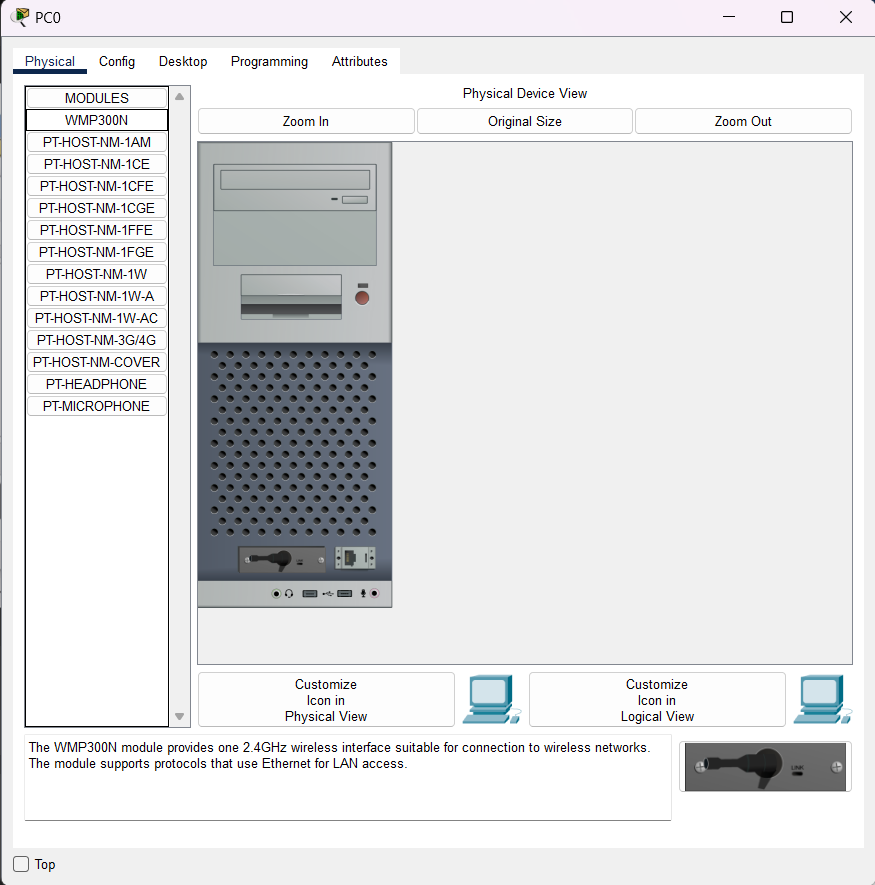 PC0
Physical
Config
Desktop
Programming
Attributes
MODULES
WMP300N
PT-HOST-NM-1AM
PT-HOST-NM-1CE
PT-HOST-NM-1CFE
PT-HOST-NM-1CGE
PT-HOST-NM-1FFE
PT-HOST-NM-1FGE
PT-HOST-NM-1W
PT-HOST-NM-1W-A
PT-HOST-NM-1W-AC
PT-HOST-NM-3G/4G
PT-HOST-NM-COVER
PT-HEADPHONE
PT-MICROPHONE
Physical Device View
Zoom In
Original Size
Zoom Out
Customize
Icon in
Physical View
Customize
Icon in
Logical View
The WMP300N module provides one 2.4GHz wireless interface suitable for connection to wireless networks.
The module supports protocols that use Ethernet for LAN access.
LINK
Top